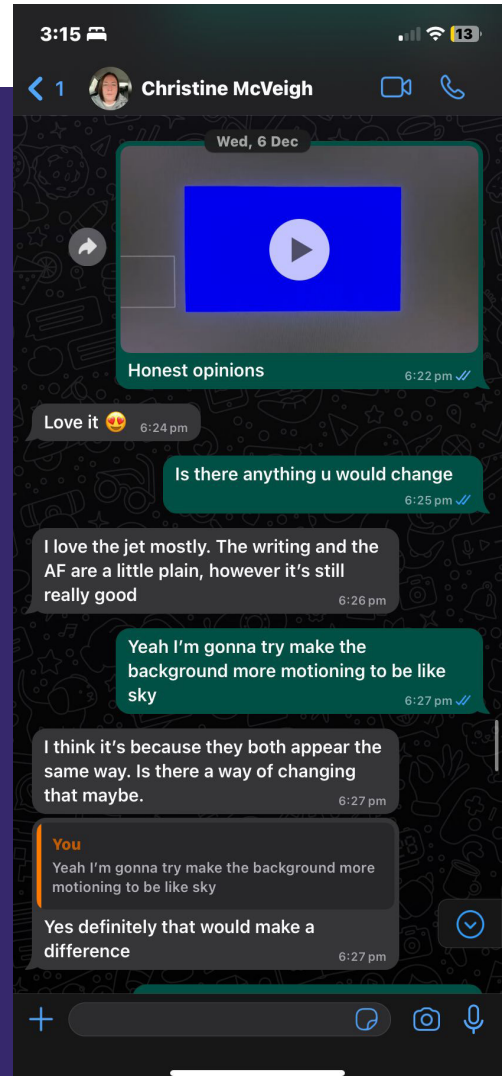 3:15
13
1
Christine McVeigh
Wed, 6 Dec
Honest opinions
6:22 pm
Love it 😍
6:24 pm
Is there anything u would change
6:25 pm
I love the jet mostly. The writing and the
AF are a little plain, however it’s still
really good
6:26 pm
Yeah I’m gonna try make the
background more motioning to be like
sky
6:27 pm
I think it’s because they both appear the
same way. Is there a way of changing
that maybe.
6:27 pm
You
Yeah I’m gonna try make the background more
motioning to be like sky
Yes definitely that would make a
difference
6:27 pm